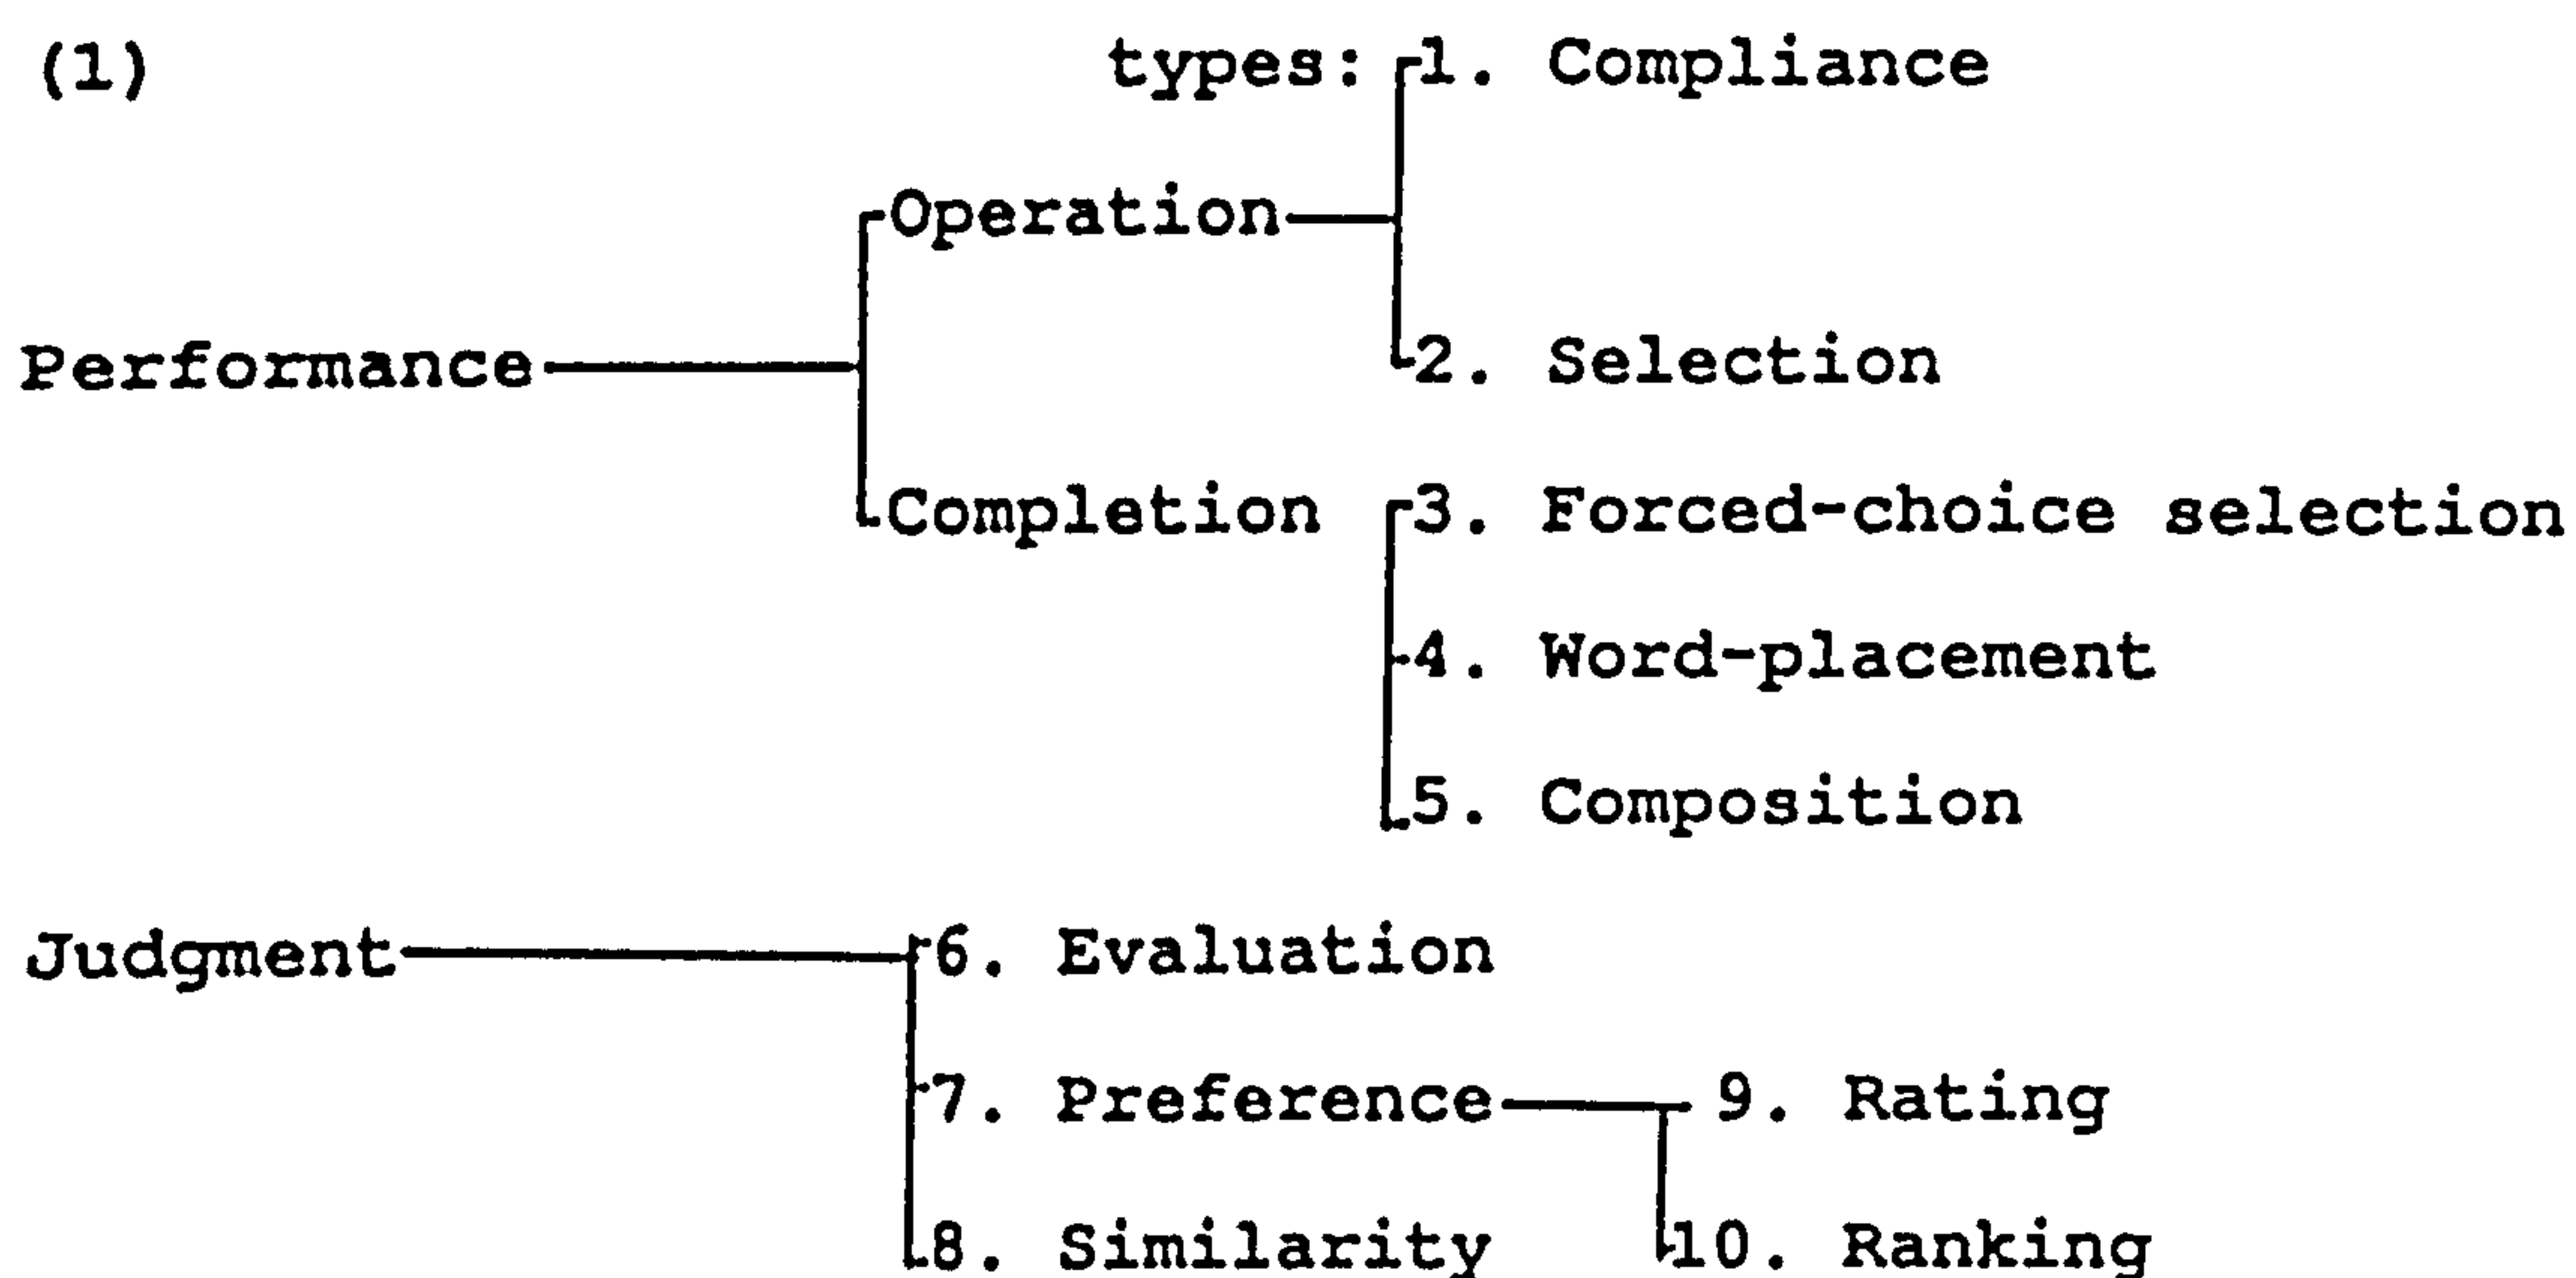 (1) types: 1. Compliance
Operation
Performance 2. Selection
Completion 3. Forced-choice selection
4. Word-placement
5. Composition
Judgment 6. Evaluation
7. Preference 9. Rating
8. Similarity 10. Ranking